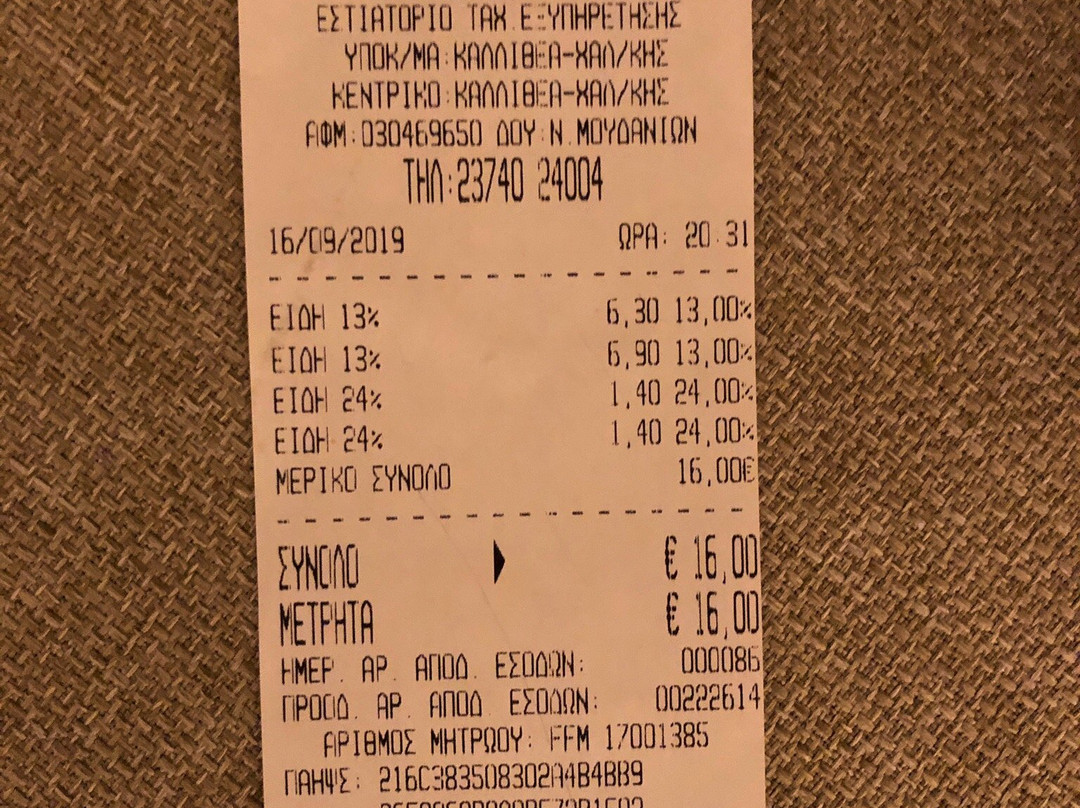 ΕΣΤΙΑΤΟΡΙΟ ΤΑΧ.ΕΞΥΠΗΡΕΤΗΣΗΣ
ΥΠΟΚ/ΜΑ:ΚΑΛΛΙΘΕΑ-ΧΑΛ/ΚΗΣ
ΚΕΝΤΡΙΚΟ:ΚΑΛΛΙΘΕΑ-ΧΑΛ/ΚΗΣ
ΑΦΜ:030469650 ΔΟΥ:Ν.ΜΟΥΔΑΝΙΩΝ
ΤΗΛ:23740 24004
16/09/2019 ΩΡΑ: 20:31
ΕΙΔΗ 13% 6,30 13,00%
ΕΙΔΗ 13% 6,90 13,00%
ΕΙΔΗ 24% 1,40 24,00%
ΕΙΔΗ 24% 1,40 24,00%
ΜΕΡΙΚΟ ΣΥΝΟΛΟ 16,00€
ΣΥΝΟΛΟ € 16,00
ΜΕΤΡΗΤΑ € 16,00
ΗΜΕΡ. ΑΡ. ΑΠΟΔ. ΕΣΟΔΩΝ: 000086
ΠΡΟΟΔ. ΑΡ. ΑΠΟΔ. ΕΣΟΔΩΝ: 00222614
ΑΡΙΘΜΟΣ ΜΗΤΡΩΟΥ: FFM 17001385
ΠΑΗΨΣ: 216C383508302A4B4BB9